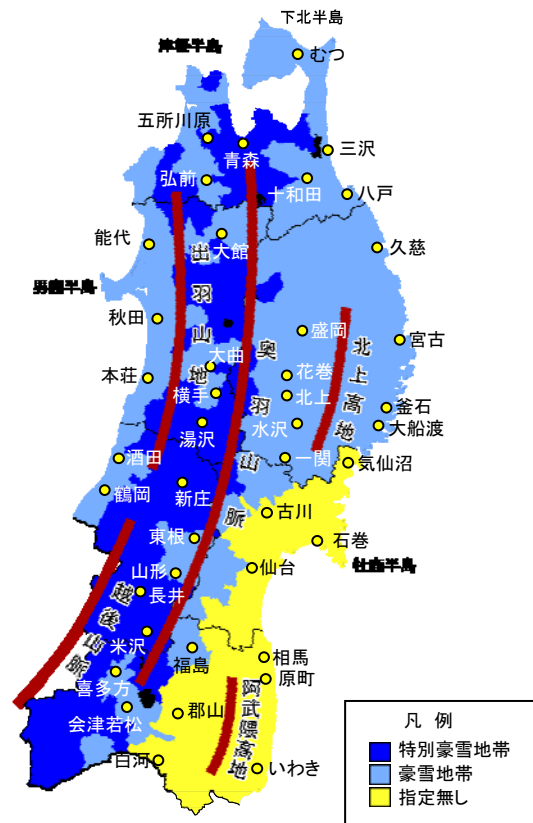 下北半島
津軽半島
むつ
五所川原
青森
三沢
弘前
十和田
八戸
能代
大館
久慈
男鹿半島
出羽山地
秋田
盛岡
宮古
奥羽山脈
北上高地
大曲
花巻
本荘
横手
北上
釜石
湯沢
水沢
大船渡
酒田
一関
気仙沼
鶴岡
新庄
古川
東根
石巻
山形
仙台
牡鹿半島
長井
越後山脈
米沢
福島
相馬
原町
喜多方
会津若松
郡山
阿武隈高地
白河
いわき
凡 例
特別豪雪地帯
豪雪地帯
指定無し